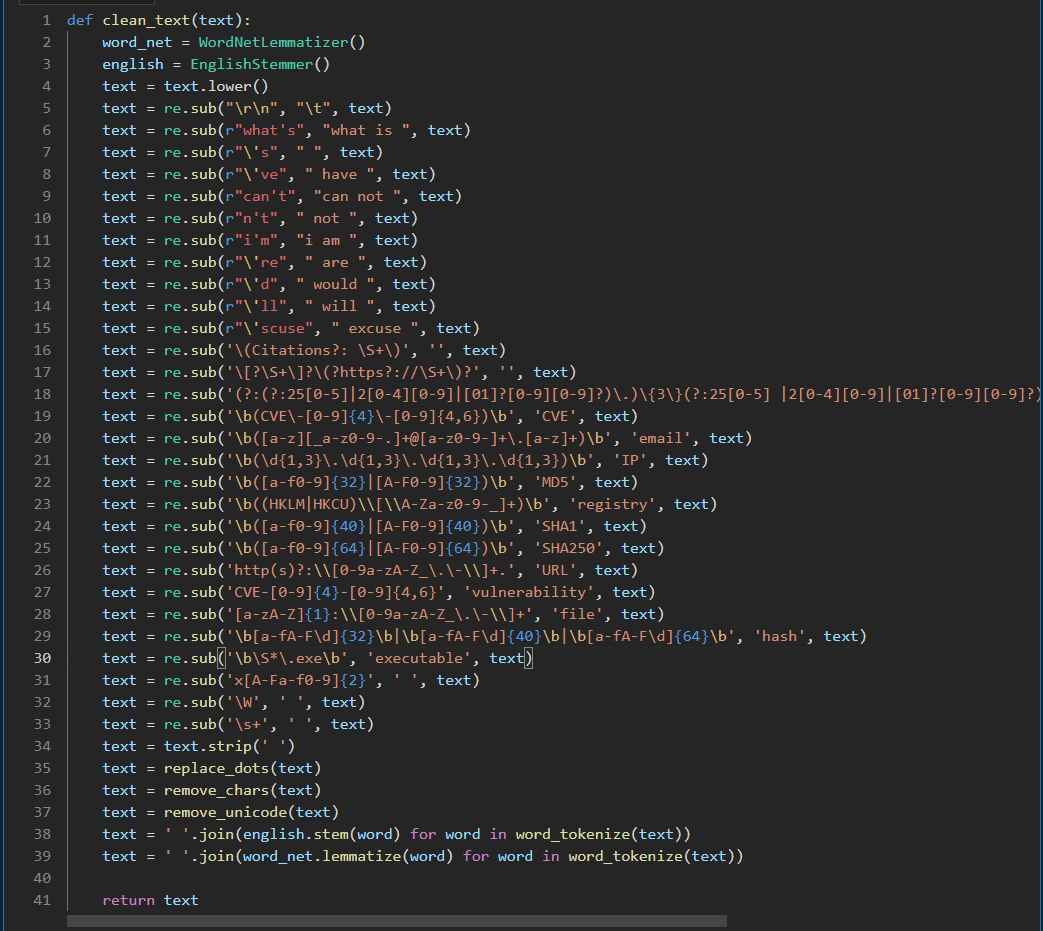 1 def clean_text(text):
2     word_net = WordNetLemmatizer()
3     english = EnglishStemmer()
4     text = text.lower()
5     text = re.sub("\r\n", "\t", text)
6     text = re.sub(r"what's", "what is ", text)
7     text = re.sub(r"\'s", " ", text)
8     text = re.sub(r"\'ve", " have ", text)
9     text = re.sub(r"can't", "can not ", text)
10     text = re.sub(r"n't", " not ", text)
11     text = re.sub(r"i'm", "i am ", text)
12     text = re.sub(r"\'re", " are ", text)
13     text = re.sub(r"\'d", " would ", text)
14     text = re.sub(r"\'ll", " will ", text)
15     text = re.sub(r"\'scuse", " excuse ", text)
16     text = re.sub('\(Citations?: \S+\)', '', text)
17     text = re.sub('\[?\S+\]?\(?https?://\S+\)?', '', text)
18     text = re.sub('(?:(?:25[0-5]|2[0-4][0-9]|[01]?[0-9][0-9]?)\.)\{3\}(?:25[0-5] |2[0-4][0-9]|[01]?[0-9][0-9]?)
19     text = re.sub('\b(CVE\-[0-9]{4}\-[0-9]{4,6})\b', 'CVE', text)
20     text = re.sub('\b([a-z][_a-z0-9-.]+@[a-z0-9-]+\.[a-z]+)\b', 'email', text)
21     text = re.sub('\b(\d{1,3}\.\d{1,3}\.\d{1,3}\.\d{1,3})\b', 'IP', text)
22     text = re.sub('\b([a-f0-9]{32}|[A-F0-9]{32})\b', 'MD5', text)
23     text = re.sub('\b((HKLM|HKCU)\\[\\A-Za-z0-9-_]+)\b', 'registry', text)
24     text = re.sub('\b([a-f0-9]{40}|[A-F0-9]{40})\b', 'SHA1', text)
25     text = re.sub('\b([a-f0-9]{64}|[A-F0-9]{64})\b', 'SHA250', text)
26     text = re.sub('http(s)?:\\[0-9a-zA-Z_\.\-\\]+.', 'URL', text)
27     text = re.sub('CVE-[0-9]{4}-[0-9]{4,6}', 'vulnerability', text)
28     text = re.sub('[a-zA-Z]{1}:\\[0-9a-zA-Z_\.\-\\]+', 'file', text)
29     text = re.sub('\b[a-fA-F\d]{32}\b|\b[a-fA-F\d]{40}\b|\b[a-fA-F\d]{64}\b', 'hash', text)
30     text = re.sub('\b\S*\.exe\b', 'executable', text)
31     text = re.sub('x[A-Fa-f0-9]{2}', ' ', text)
32     text = re.sub('\W', ' ', text)
33     text = re.sub('\s+', ' ', text)
34     text = text.strip(' ')
35     text = replace_dots(text)
36     text = remove_chars(text)
37     text = remove_unicode(text)
38     text = ' '.join(english.stem(word) for word in word_tokenize(text))
39     text = ' '.join(word_net.lemmatize(word) for word in word_tokenize(text))
40
41     return text